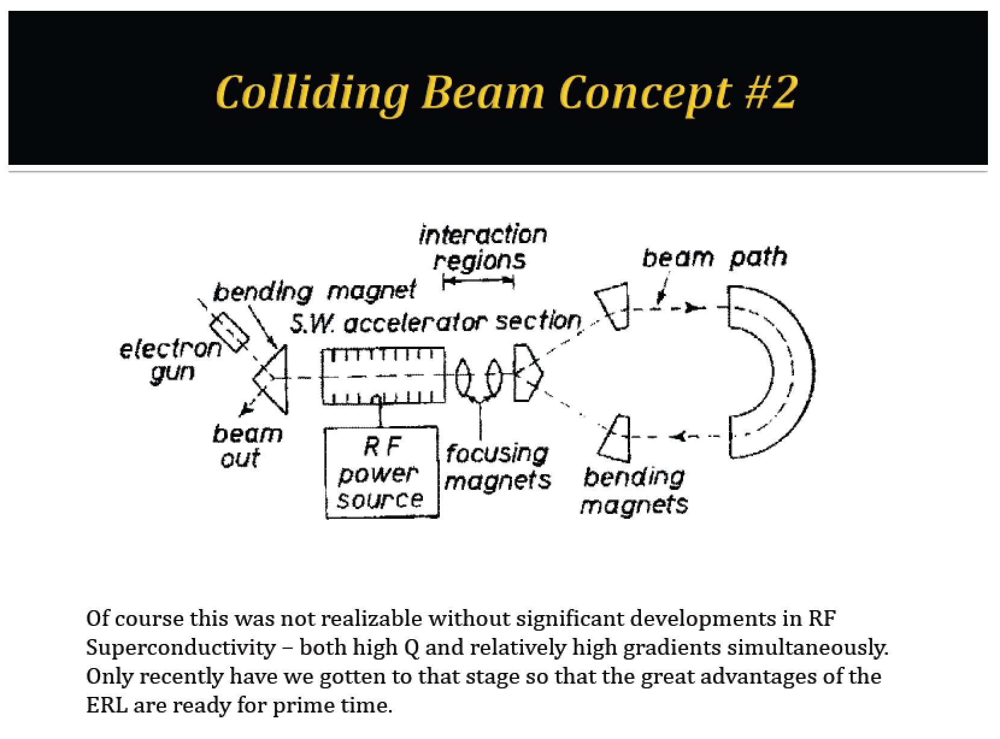 Colliding Beam Concept #2
interaction
regions
beam path
bending magnet
S.W. accelerator section
electron
gun
beam
out
RF
power
source
focusing
magnets
bending
magnets
Of course this was not realizable without significant developments in RF
Superconductivity – both high Q and relatively high gradients simultaneously.
Only recently have we gotten to that stage so that the great advantages of the
ERL are ready for prime time.